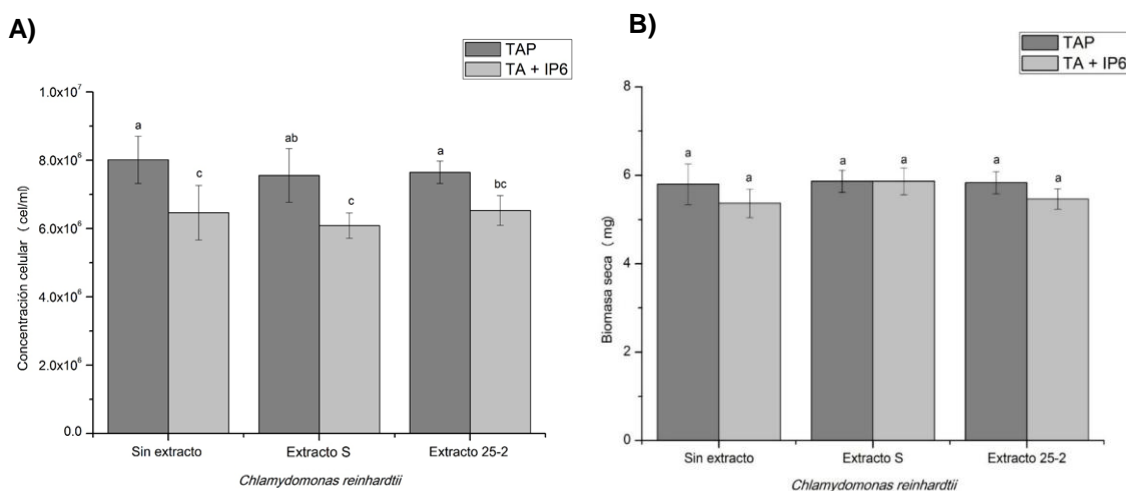 A)
TAP
TA + IP6
1.0x10⁷
8.0x10⁶
6.0x10⁶
4.0x10⁶
2.0x10⁶
0.0
Concentración celular ( cel/ml)
a
c
ab
c
a
bc
Sin extracto
Extracto S
Extracto 25-2
Chlamydomonas reinhardtii
B)
TAP
TA + IP6
8
6
4
2
0
Biomasa seca ( mg)
a
a
a
a
a
a
Sin extracto
Extracto S
Extracto 25-2
Chlamydomonas reinhardtii